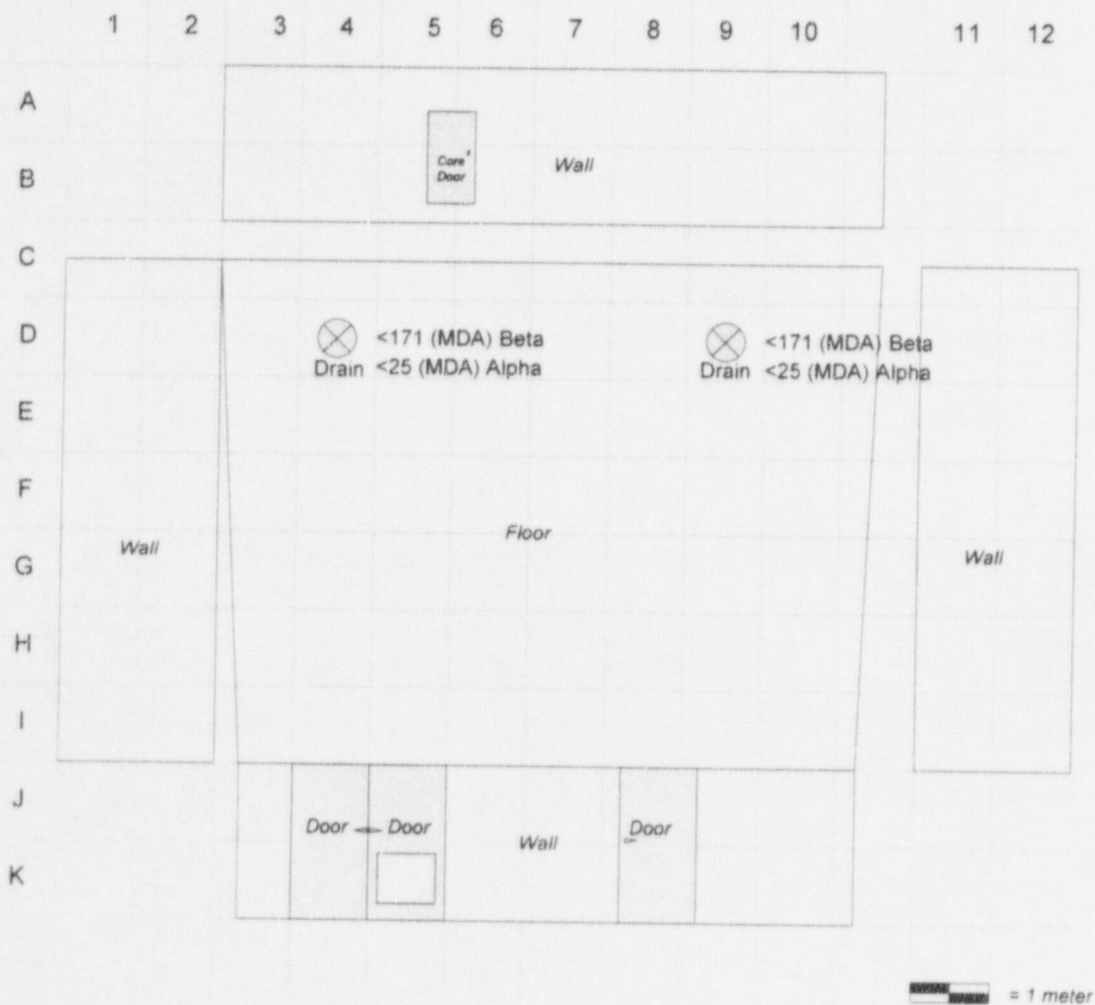 1 2 3 4 5 6 7 8 9 10 11 12
A
Core
Door
Wall
B
C
D
<171 (MDA) Beta
<171 (MDA) Beta
Drain <25 (MDA) Alpha
Drain <25 (MDA) Alpha
E
F
Floor
Wall
Wall
G
H
I
J
Door
Door
Wall
Door
K
= 1 meter